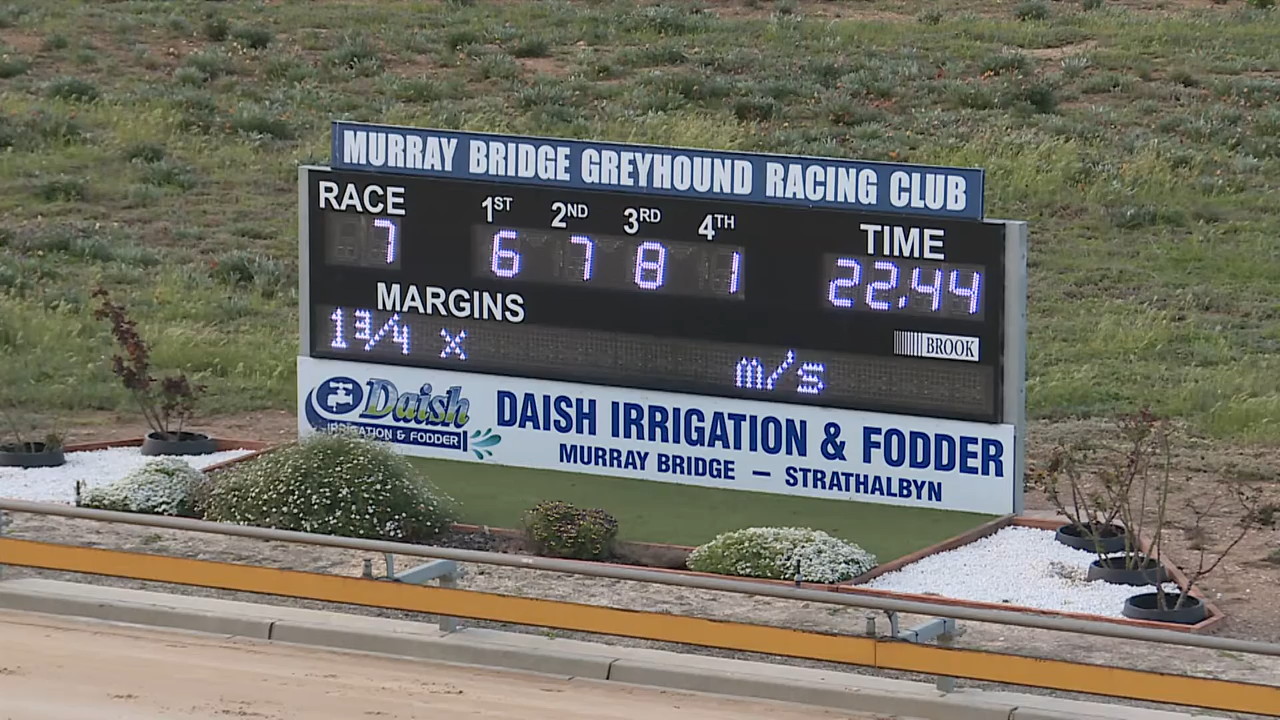 MURRAY BRIDGE GREYHOUND RACING CLUB
RACE 1ST 2ND 3RD 4TH TIME
7 6 7 8 1 22.44
MARGINS
1 3/4 x m/s
BROOK
Daish
IRRIGATION & FODDER
DAISH IRRIGATION & FODDER
MURRAY BRIDGE — STRATHALBYN